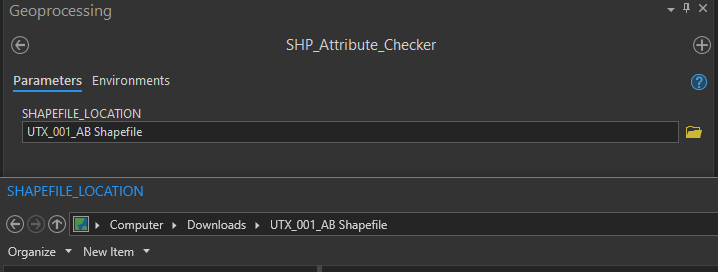 Geoprocessing
SHP_Attribute_Checker
Parameters Environments
?
SHAPEFILE_LOCATION
UTX_001_AB Shapefile
SHAPEFILE_LOCATION
Computer Downloads UTX_001_AB Shapefile
Organize New Item